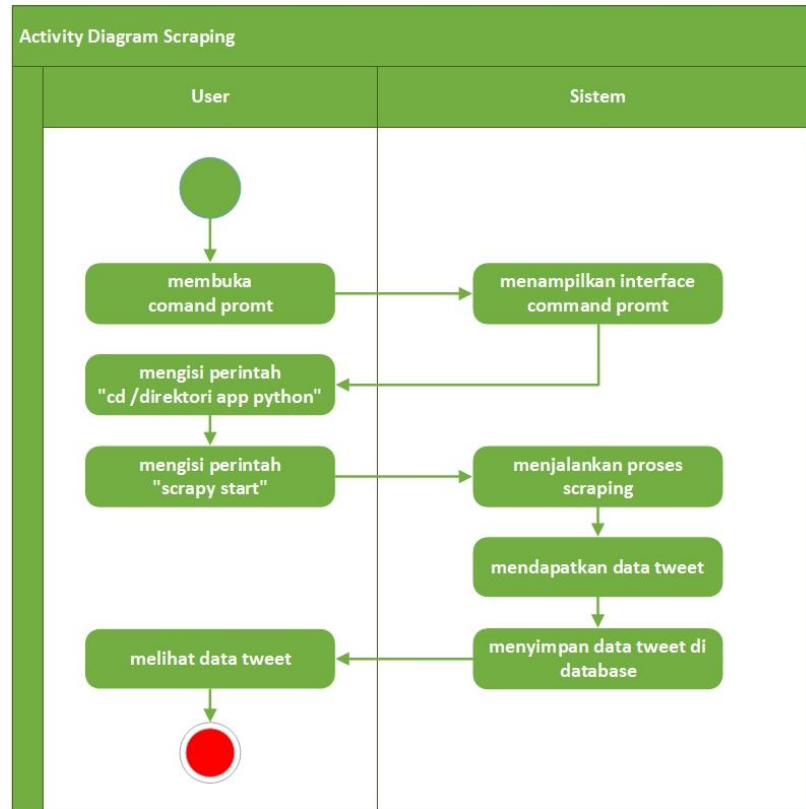 Activity Diagram Scraping
User
Sistem
membuka
comand promt
menampilkan interface
command promt
mengisi perintah
"cd /direktori app python"
mengisi perintah
"scrapy start"
menjalankan proses
scraping
mendapatkan data tweet
menyimpan data tweet di
database
melihat data tweet